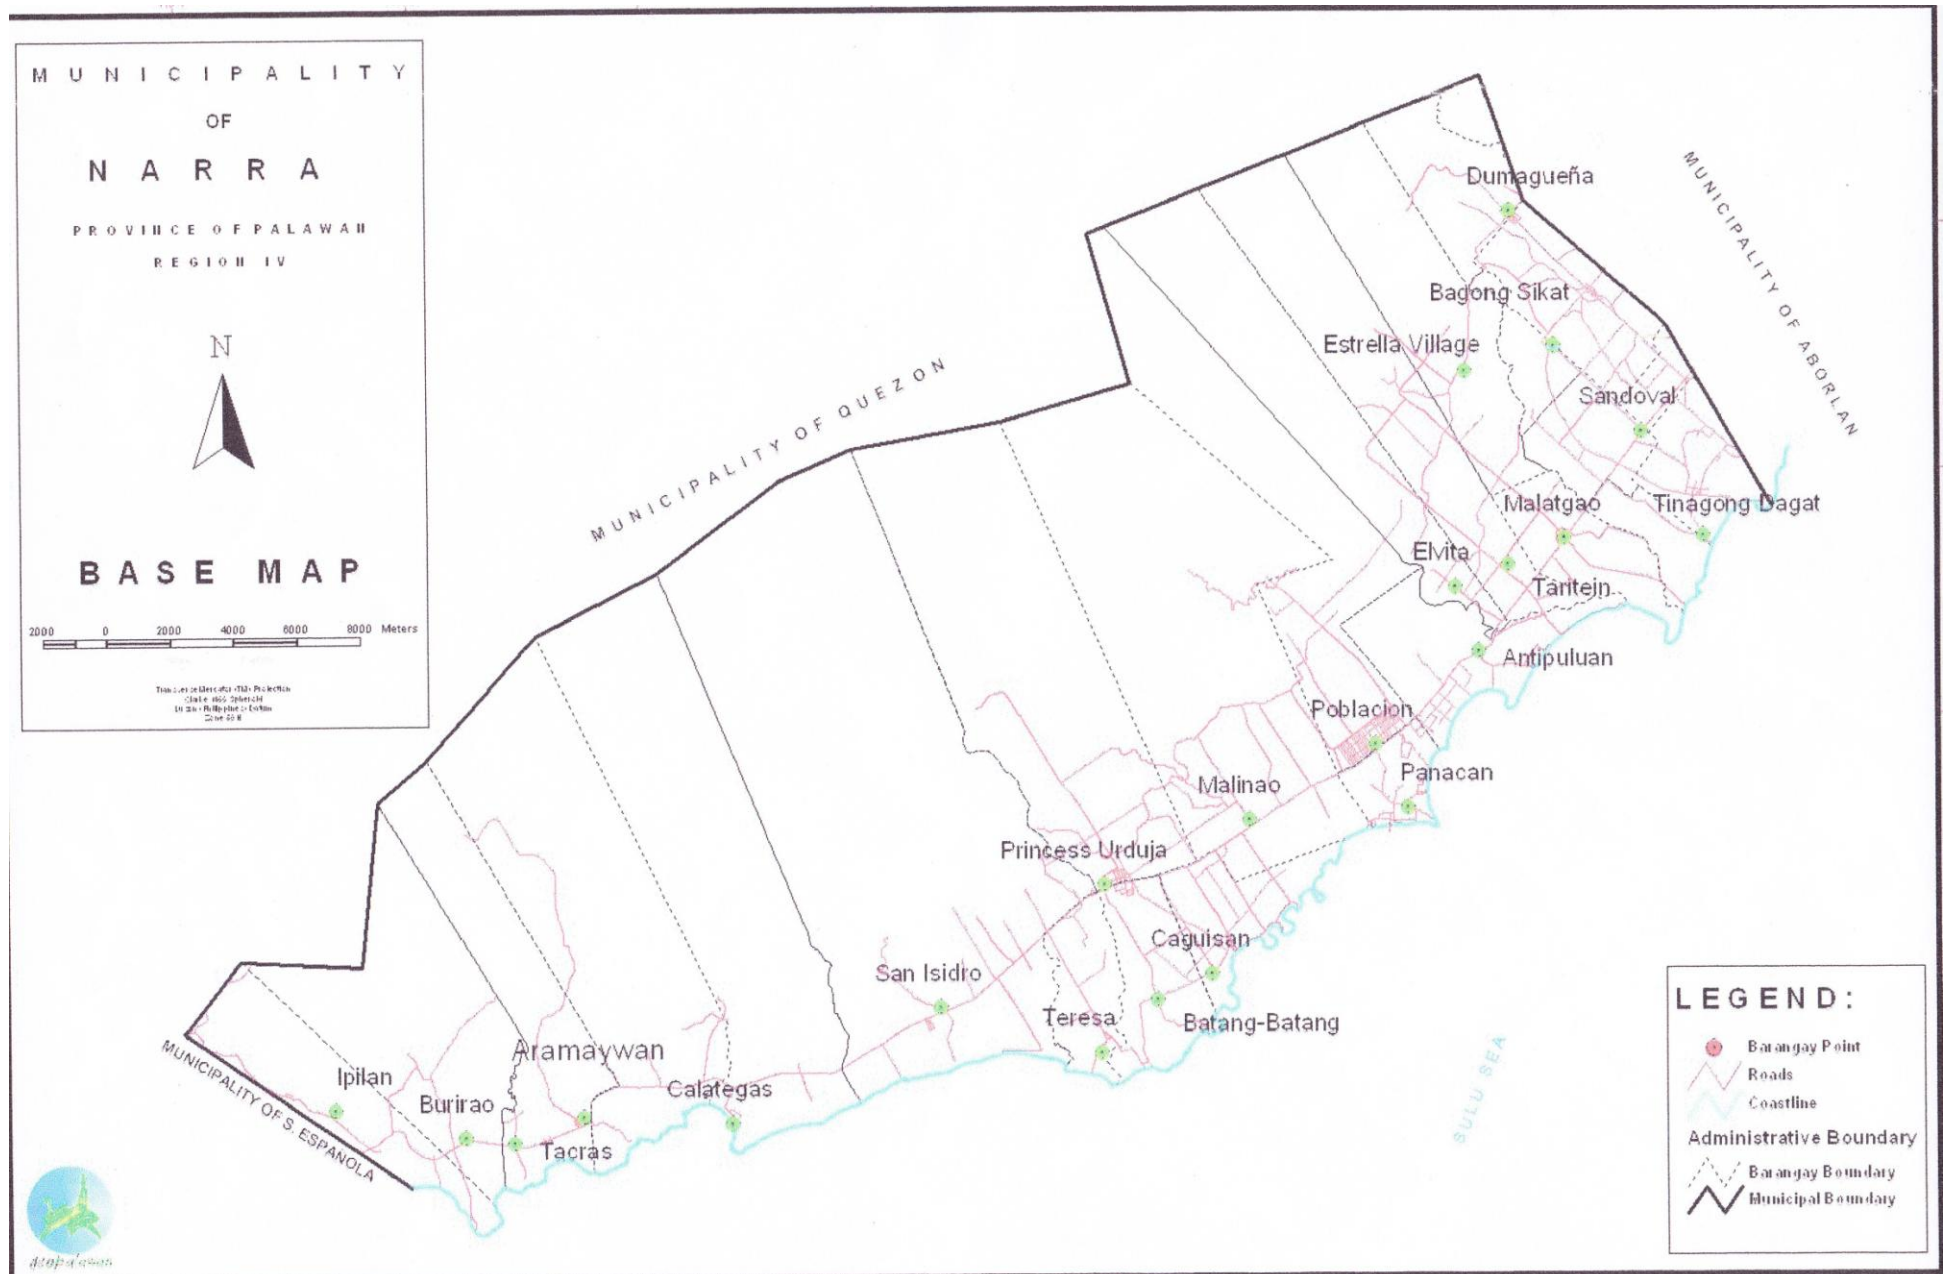 MUNICIPALITY
OF
NARRA
PROVINCE OF PALAWAN
REGION IV
N
BASE MAP
2000 0 2000 4000 6000 8000 Meters
MUNICIPALITY OF QUEZON
MUNICIPALITY OF ABORLAN
MUNICIPALITY OF S. ESPAÑOLA
SULU SEA
Dumagueña
Bagong Sikat
Estrella Village
Sandoval
Malatgao
Tinagong Dagat
Elvita
Taritein
Antipuluan
Poblacion
Panacan
Malinao
Princess Urduja
Caguisan
San Isidro
Teresa
Batang-Batang
Aramaywan
Calategas
Ipilan
Burirao
Tacras
LEGEND:
Barangay Point
Roads
Coastline
Administrative Boundary
Barangay Boundary
Municipal Boundary